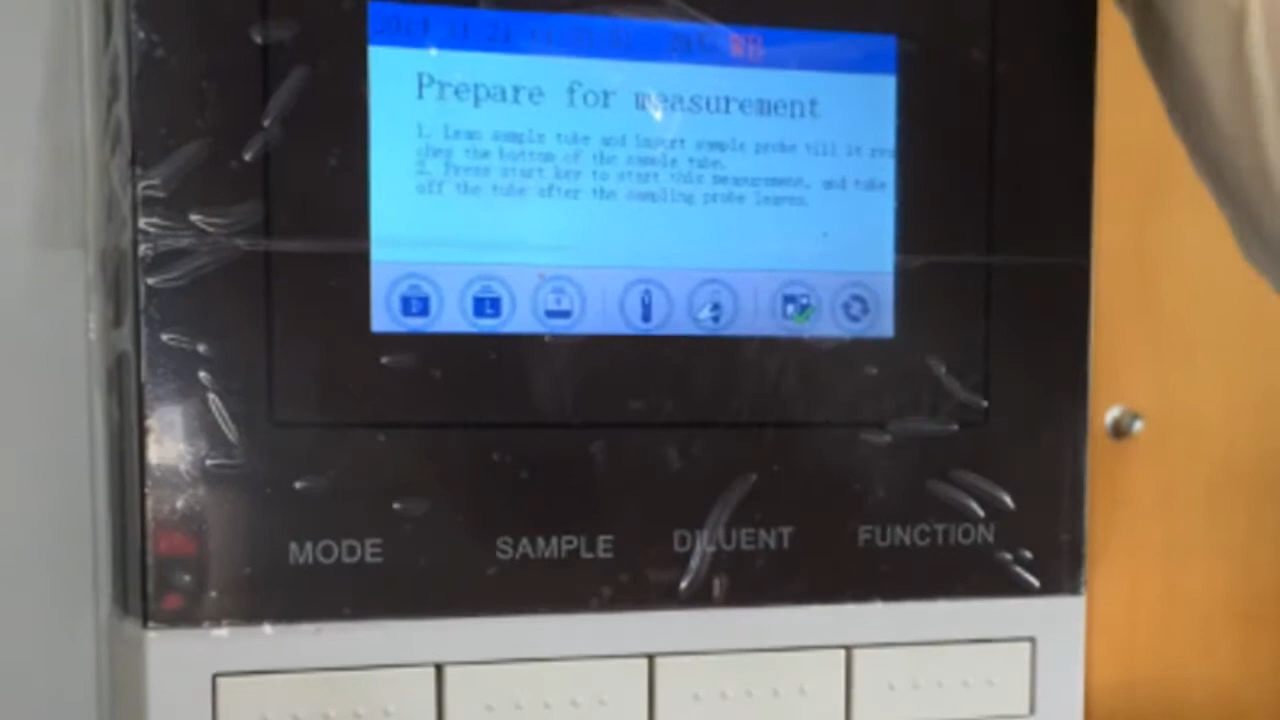 Prepare for measurement
1. Lean sample tube and insert sample probe till it rea
ches the bottom of the sample tube.
2. Press start key to start this measurement, and take
off the tube after the sampling probe leaves.
MODE
SAMPLE
DILUENT
FUNCTION